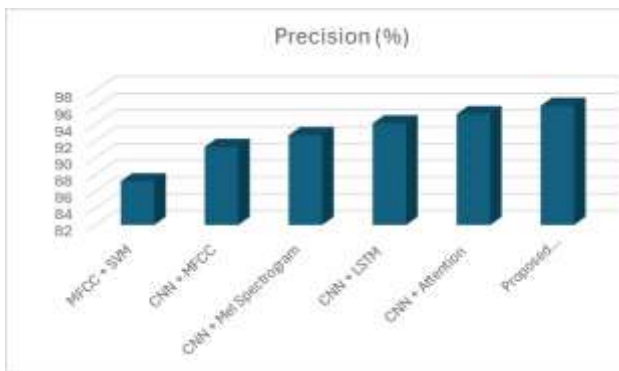 Precision (%)
98
96
94
92
90
88
86
84
82
MFCC + SVM
CNN + MFCC
CNN + Mel Spectrogram
CNN + LSTM
CNN + Attention
Proposed...